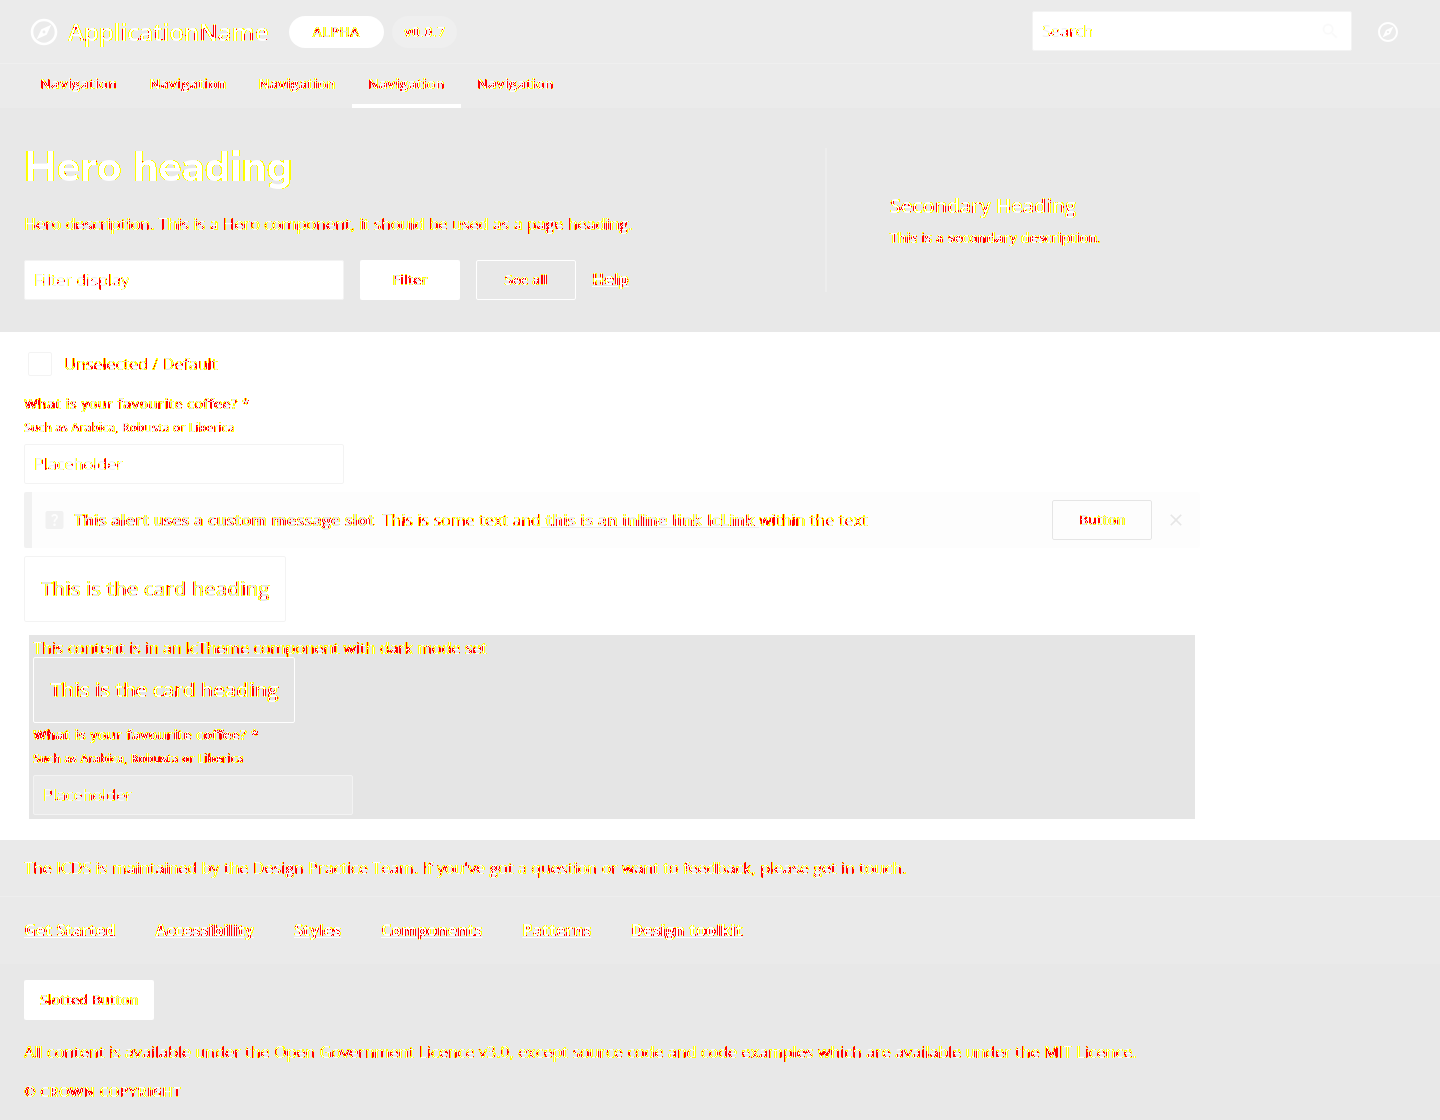 ApplicationName ALPHA v0.0.7 Search
Navigation Navigation Navigation Navigation Navigation
Hero heading
Hero description. This is a Hero component, it should be used as a page heading
Secondary Heading
This is a secondary description.
Filter display Filter See all Help
Unselected / Default
What is your favourite coffee? *
Such as Arabica, Robusta or Liberica
Placeholder
This alert uses a custom message slot. This is some text and this is an inline link within the text Button
This is the card heading
This content is in an ic-theme component with dark mode set
This is the card heading
What is your favourite coffee? *
Such as Arabica, Robusta or Liberica
Placeholder
The ICDS is maintained by the Design Practice Team. If you've got a question or want to feedback, please get in touch.
Get Started Accessibility Styles Components Patterns Design toolkit
Slotted Button
All content is available under the Open Government Licence v3.0, except source code and code examples which are available under the MIT Licence
© CROWN COPYRIGHT